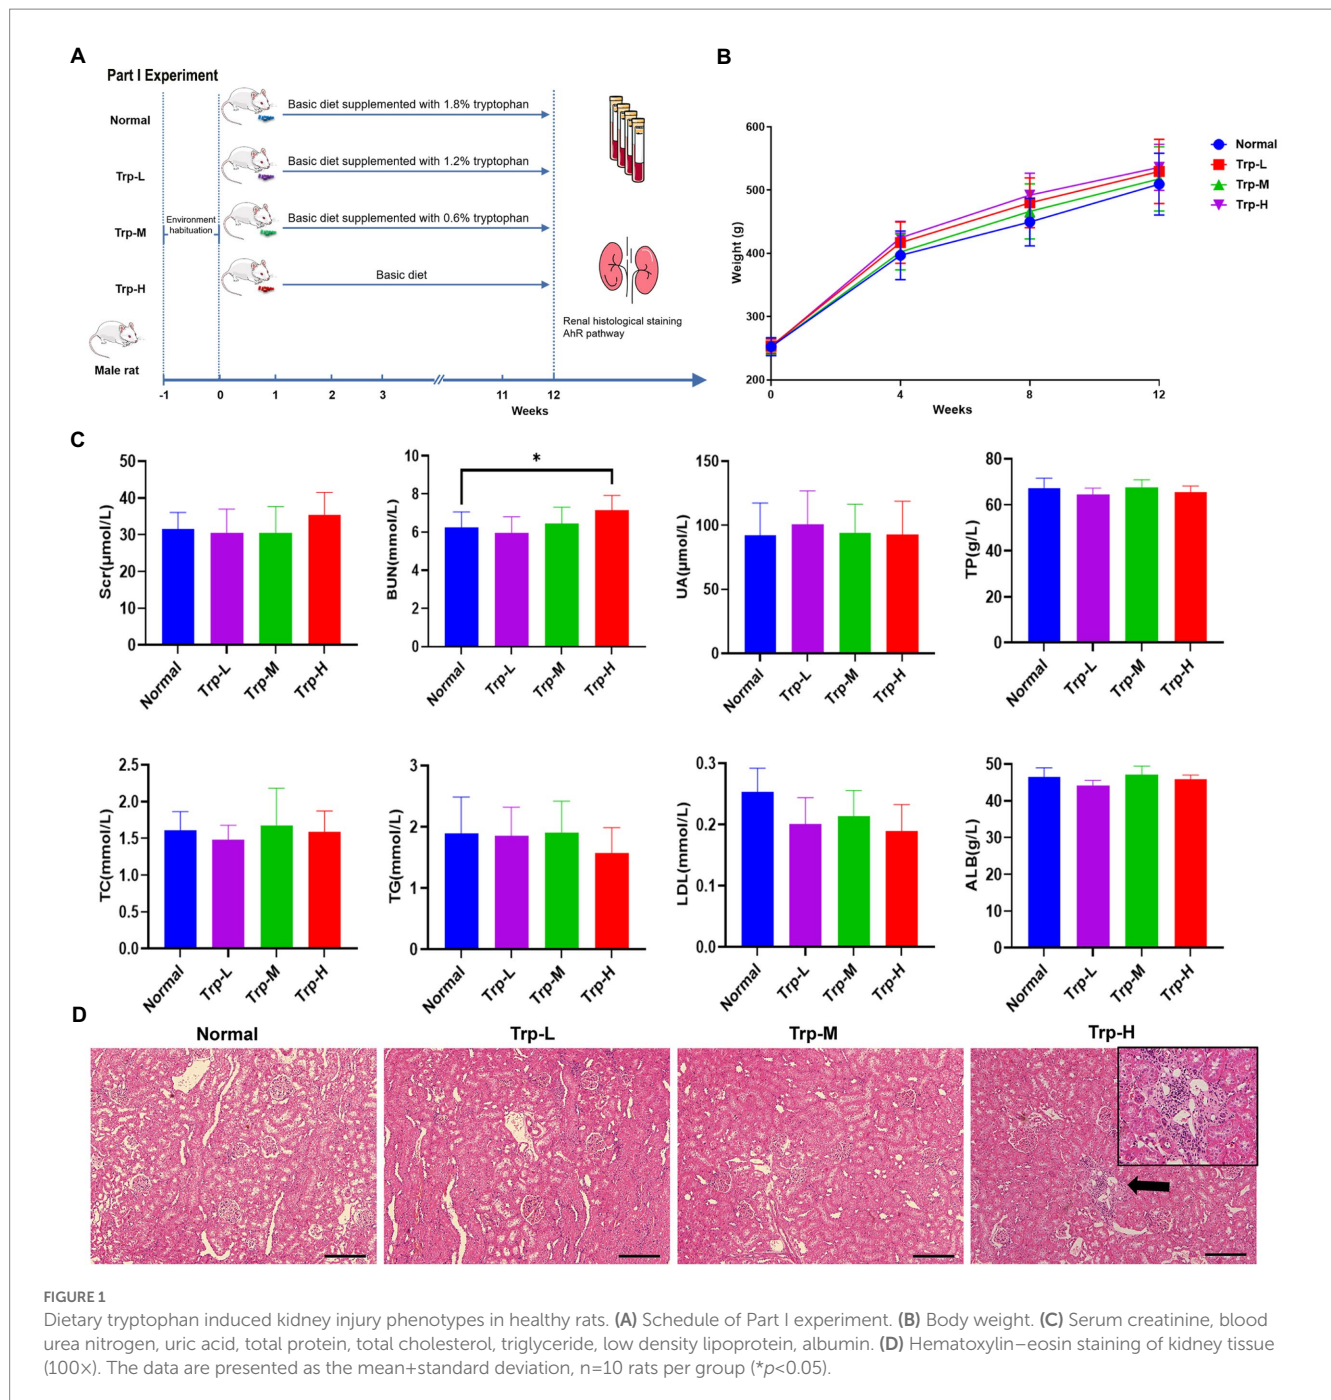 A
Part I Experiment
Normal
Basic diet supplemented with 1.8% tryptophan
Trp-L
Basic diet supplemented with 1.2% tryptophan
Environment
habituation
Trp-M
Basic diet supplemented with 0.6% tryptophan
Trp-H
Basic diet
Renal histological staining
AhR pathway
Male rat
-1 0 1 2 3 11 12
Weeks
B
Weight (g)
600
500
400
300
200
0 4 8 12
Weeks
Normal
Trp-L
Trp-M
Trp-H
C
Scr(μmol/L)
50
40
30
20
10
0
Normal Trp-L Trp-M Trp-H
BUN(mmol/L)
10
8
6
4
2
0
*
Normal Trp-L Trp-M Trp-H
UA(μmol/L)
150
100
50
0
Normal Trp-L Trp-M Trp-H
TP(g/L)
80
60
40
20
0
Normal Trp-L Trp-M Trp-H
TC(mmol/L)
2.5
2.0
1.5
1.0
0.5
0.0
Normal Trp-L Trp-M Trp-H
TG(mmol/L)
3
2
1
0
Normal Trp-L Trp-M Trp-H
LDL(mmol/L)
0.3
0.2
0.1
0.0
Normal Trp-L Trp-M Trp-H
ALB(g/L)
50
40
30
20
10
0
Normal Trp-L Trp-M Trp-H
D
Normal Trp-L Trp-M Trp-H
FIGURE 1
Dietary tryptophan induced kidney injury phenotypes in healthy rats. (A) Schedule of Part I experiment. (B) Body weight. (C) Serum creatinine, blood
urea nitrogen, uric acid, total protein, total cholesterol, triglyceride, low density lipoprotein, albumin. (D) Hematoxylin–eosin staining of kidney tissue
(100×). The data are presented as the mean+standard deviation, n=10 rats per group (*p<0.05).